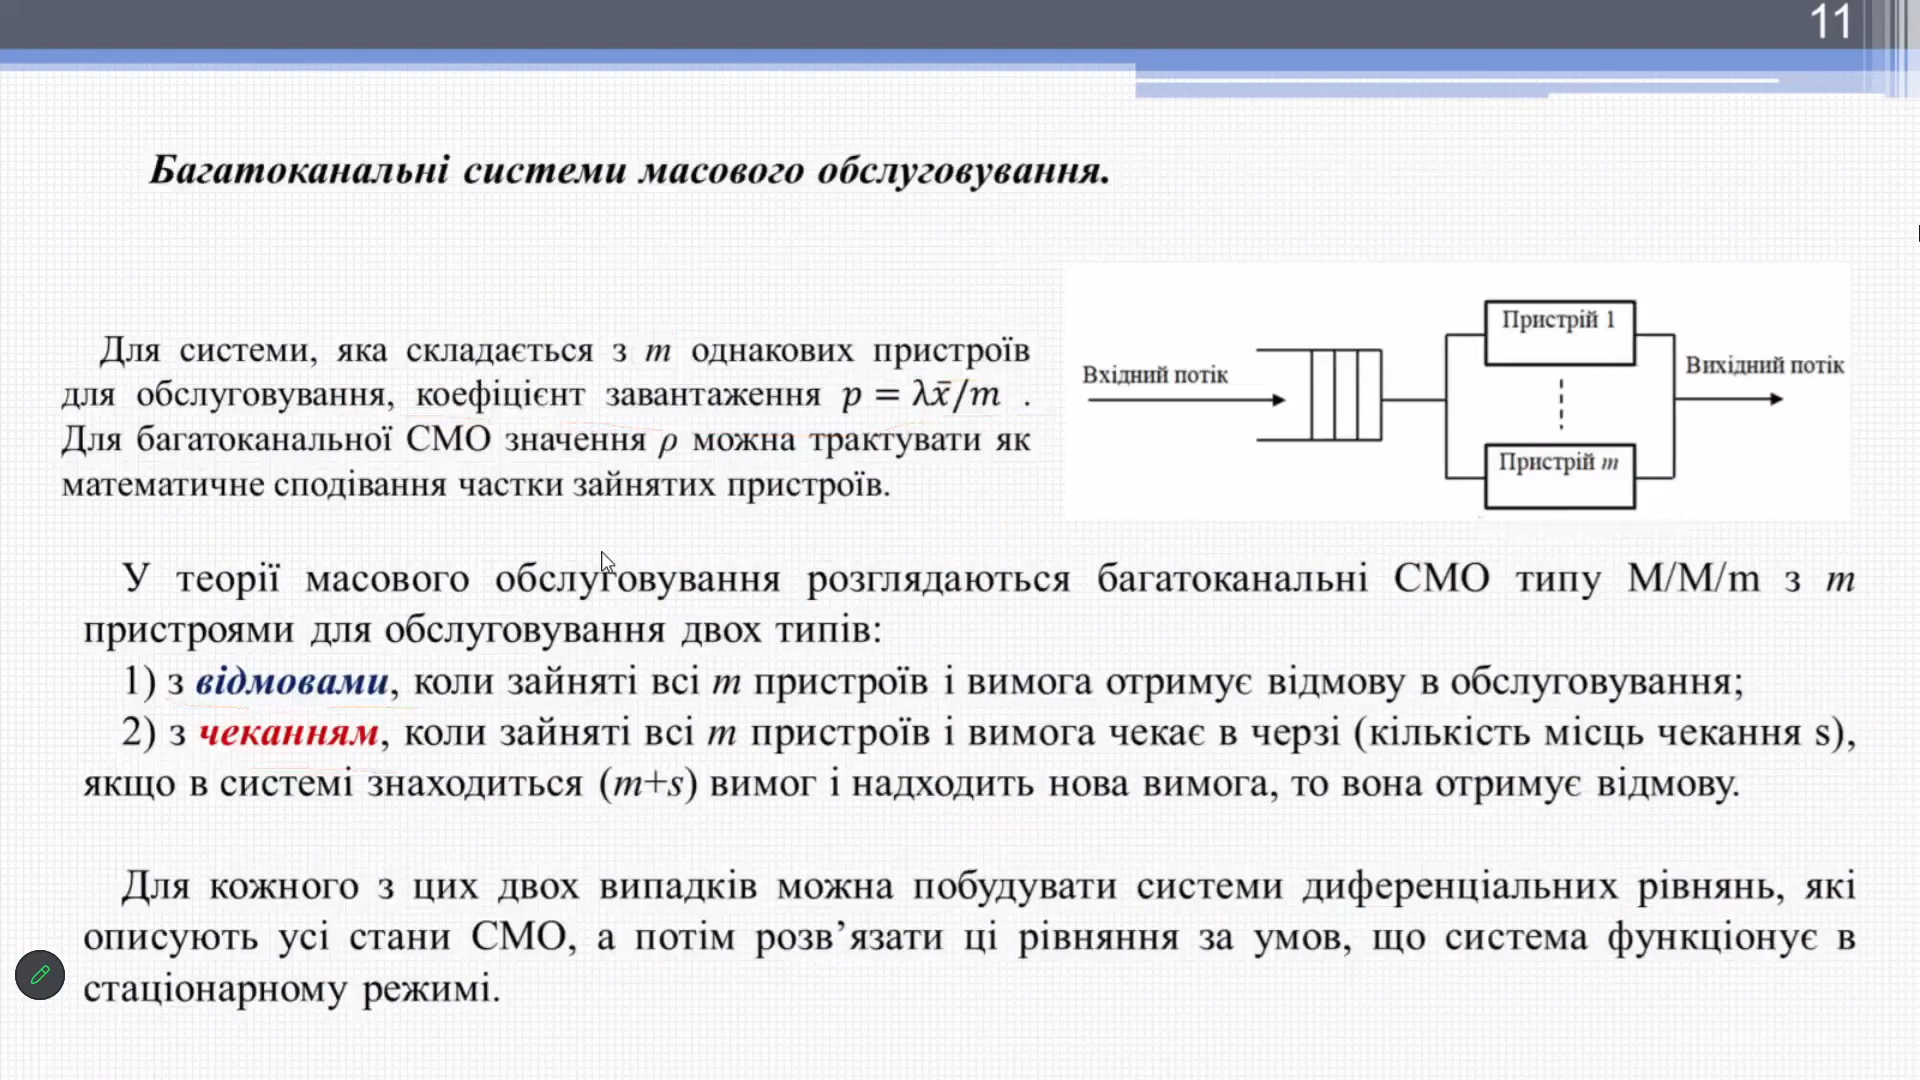 11
Багатоканальні системи масового обслуговування.
Для системи, яка складається з m однакових пристроїв
для обслуговування, коефіцієнт завантаження p = λx̄/m .
Для багатоканальної СМО значення ρ можна трактувати як
математичне сподівання частки зайнятих пристроїв.
Вхідний потік
Пристрій 1
Пристрій m
Вихідний потік
У теорії масового обслуговування розглядаються багатоканальні СМО типу M/M/m з m
пристроями для обслуговування двох типів:
1) з відмовами, коли зайняті всі m пристроїв і вимога отримує відмову в обслуговування;
2) з чеканням, коли зайняті всі m пристроїв і вимога чекає в черзі (кількість місць чекання s),
якщо в системі знаходиться (m+s) вимог і надходить нова вимога, то вона отримує відмову.
Для кожного з цих двох випадків можна побудувати системи диференціальних рівнянь, які
описують усі стани СМО, а потім розв’язати ці рівняння за умов, що система функціонує в
стаціонарному режимі.